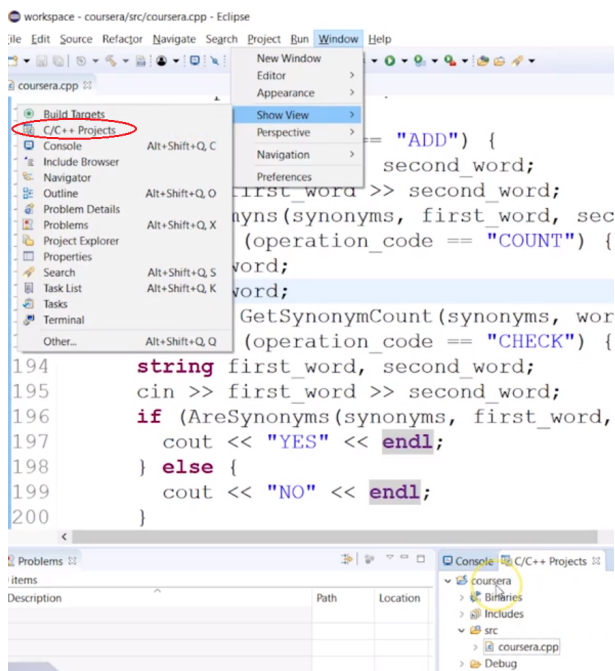 workspace - coursera/src/coursera.cpp - Eclipse
File Edit Source Refactor Navigate Search Project Run Window Help
coursera.cpp
New Window
Editor
Appearance
Show View
Perspective
Navigation
Preferences
Build Targets
C/C++ Projects
Console Alt+Shift+Q, C
Include Browser
Navigator
Outline Alt+Shift+Q, O
Problem Details
Problems Alt+Shift+Q, X
Project Explorer
Properties
Search Alt+Shift+Q, S
Task List Alt+Shift+Q, K
Tasks
Terminal
Other... Alt+Shift+Q, Q
== "ADD") {
second_word;
first_word >> second_word;
myns(synonyms, first_word, sec
(operation_code == "COUNT") {
word;
word;
GetSynonymCount(synonyms, wor
(operation_code == "CHECK") {
194 string first_word, second_word;
195 cin >> first_word >> second_word;
196 if (AreSynonyms(synonyms, first_word,
197 cout << "YES" << endl;
198 } else {
199 cout << "NO" << endl;
200 }
Problems
items
Description Path Location
Console C/C++ Projects
coursera
Binaries
Includes
src
coursera.cpp
Debug